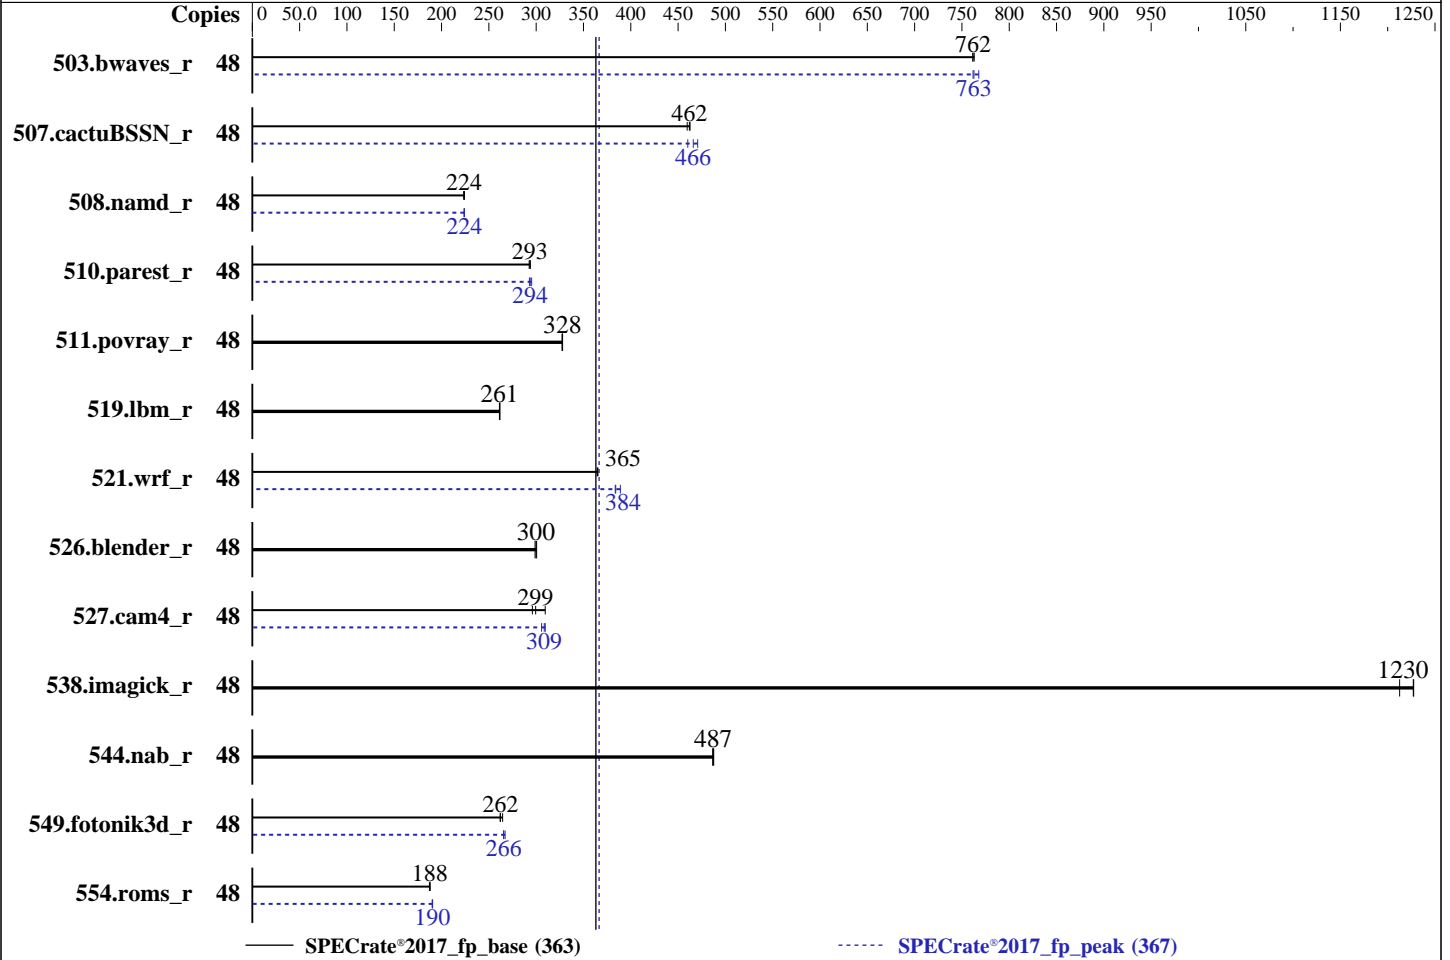 Copies 0 50.0 100 150 200 250 300 350 400 450 500 550 600 650 700 750 800 850 900 950 1050 1150 1250
762
503.bwaves_r 48
763
462
507.cactuBSSN_r 48
466
224
508.namd_r 48
224
293
510.parest_r 48
294
328
511.povray_r 48
261
519.lbm_r 48
365
521.wrf_r 48
384
300
526.blender_r 48
299
527.cam4_r 48
309
1230
538.imagick_r 48
487
544.nab_r 48
262
549.fotonik3d_r 48
266
188
554.roms_r 48
190
SPECrate®2017_fp_base (363) SPECrate®2017_fp_peak (367)